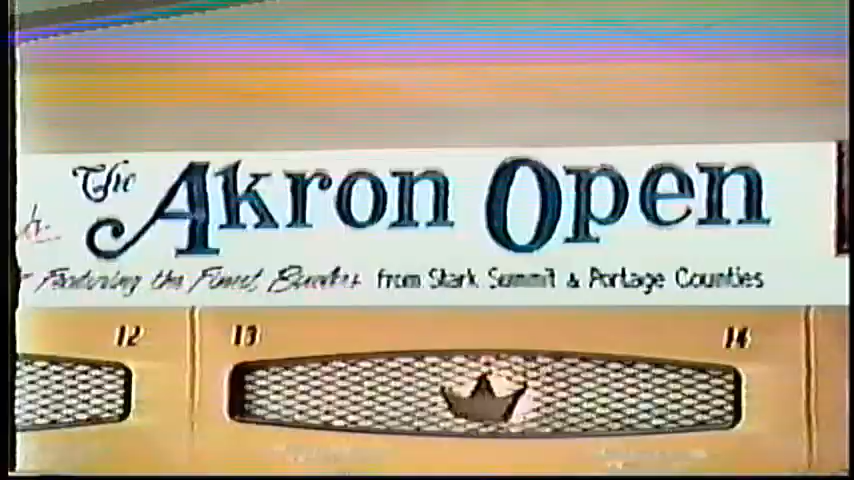 The Akron Open
Featuring the Finest Bowlers from Stark Summit & Portage Counties
12 13 14